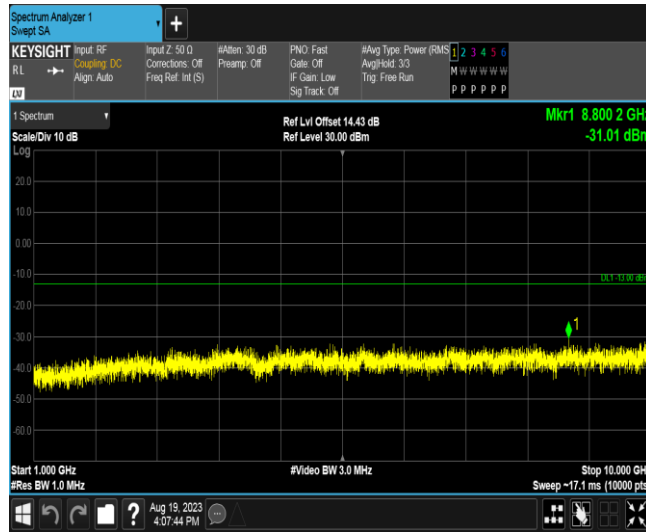 Spectrum Analyzer 1
Swept SA
+
KEYSIGHT Input: RF Input Z: 50 Ω #Atten: 30 dB PNO: Fast #Avg Type: Power (RMS 1 2 3 4 5 6
RL Coupling: DC Corrections: Off Preamp: Off Gate: Off Avg|Hold: 3/3 M W W W W W
Align: Auto Freq Ref: Int (S) IF Gain: Low Trig: Free Run
LXI Sig Track: Off P P P P P P
1 Spectrum Ref Lvl Offset 14.43 dB Mkr1 8.800 2 GHz
Scale/Div 10 dB Ref Level 30.00 dBm -31.01 dBm
Log
20.0
10.0
0.00
-10.0 DL1 -13.00 dBm
-20.0
-30.0 1
-40.0
-50.0
-60.0
Start 1.000 GHz #Video BW 3.0 MHz Stop 10.000 GHz
#Res BW 1.0 MHz Sweep ~17.1 ms (10000 pts
? Aug 19, 2023
4:07:44 PM